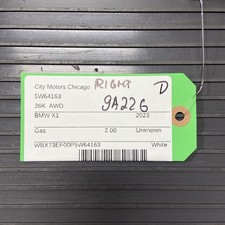 City Motors Chicago RIGHT D
SW64163
26K AWD 9A226
BMW X1 2023
Gas 2.00 Unknown
WBX73EF00P5W64163 White